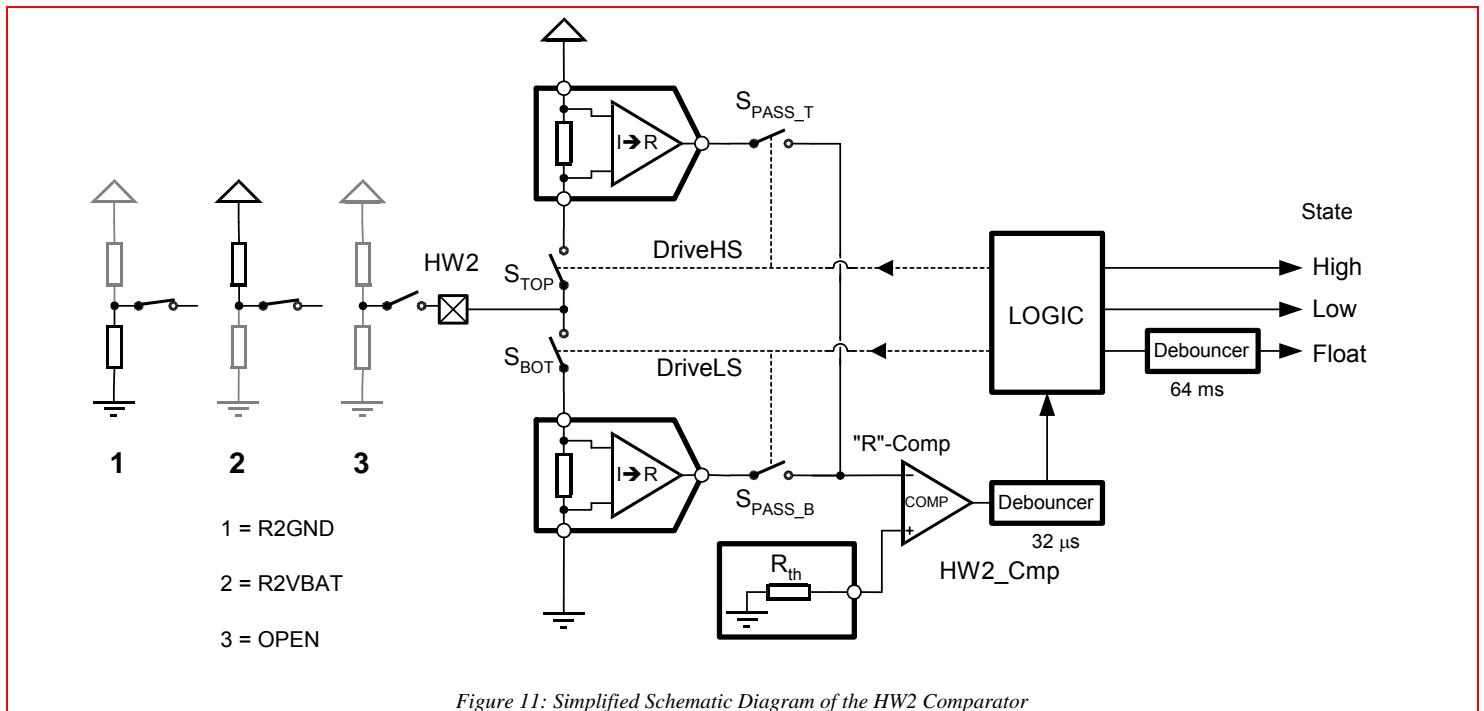 S_PASS_T
I➔R
State
DriveHS
HW2
S_TOP
High
LOGIC
Low
S_BOT
DriveLS
Debouncer
Float
64 ms
1
2
3
"R"-Comp
I➔R
−
COMP
+
Debouncer
S_PASS_B
32 µs
1 = R2GND
R_th
HW2_Cmp
2 = R2VBAT
3 = OPEN
Figure 11: Simplified Schematic Diagram of the HW2 Comparator